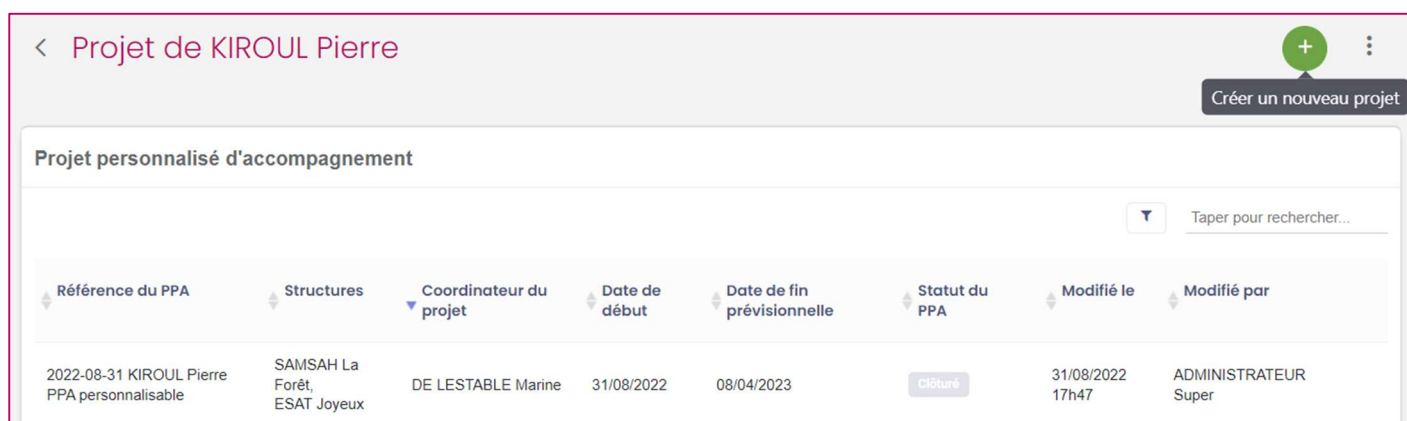 Projet de KIROUL Pierre
+
Créer un nouveau projet
Projet personnalisé d'accompagnement
Taper pour rechercher...
Référence du PPA
Structures
Coordinateur du
projet
Date de
début
Date de fin
prévisionnelle
Statut du
PPA
Modifié le
Modifié par
2022-08-31 KIROUL Pierre
PPA personnalisable
SAMSAH La
Forêt,
ESAT Joyeux
DE LESTABLE Marine
31/08/2022
08/04/2023
Clôturé
31/08/2022
17h47
ADMINISTRATEUR
Super